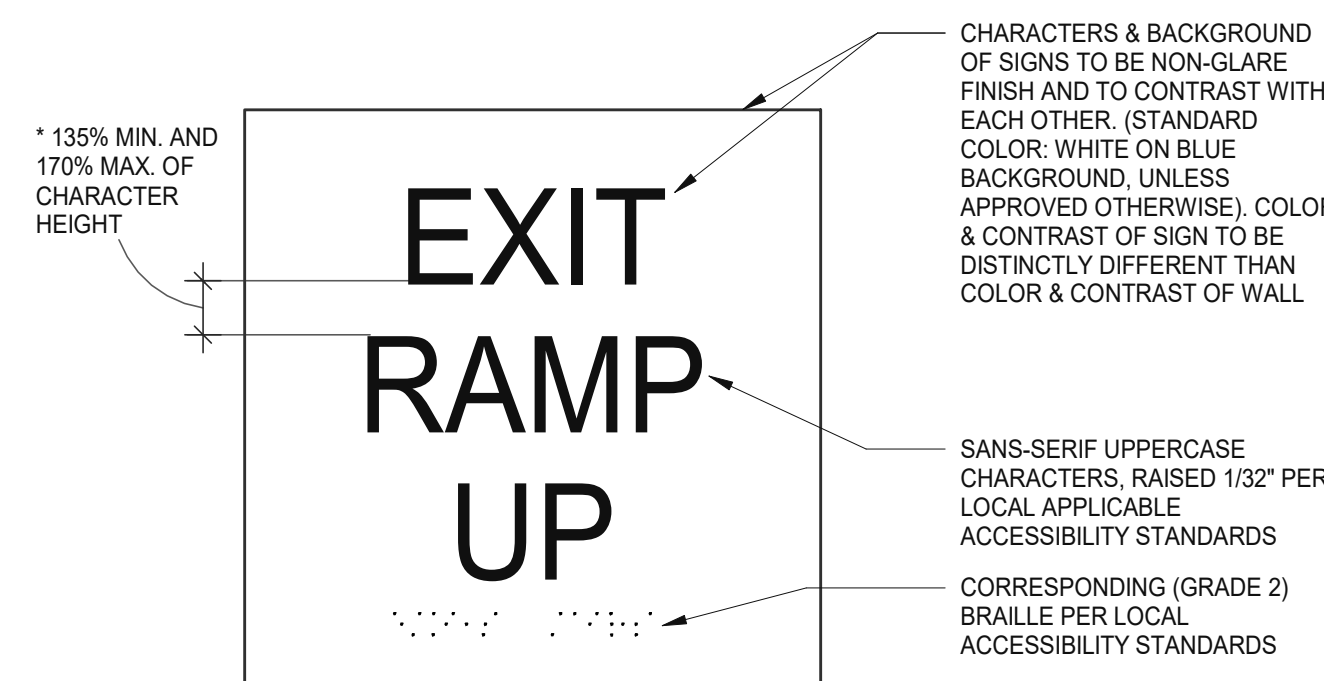 * 135% MIN. AND
170% MAX. OF
CHARACTER
HEIGHT
EXIT
RAMP
UP
CHARACTERS & BACKGROUND
OF SIGNS TO BE NON-GLARE
FINISH AND TO CONTRAST WITH
EACH OTHER. (STANDARD
COLOR: WHITE ON BLUE
BACKGROUND, UNLESS
APPROVED OTHERWISE). COLOR
& CONTRAST OF SIGN TO BE
DISTINCTLY DIFFERENT THAN
COLOR & CONTRAST OF WALL
SANS-SERIF UPPERCASE
CHARACTERS, RAISED 1/32" PER
LOCAL APPLICABLE
ACCESSIBILITY STANDARDS
CORRESPONDING (GRADE 2)
BRAILLE PER LOCAL
ACCESSIBILITY STANDARDS